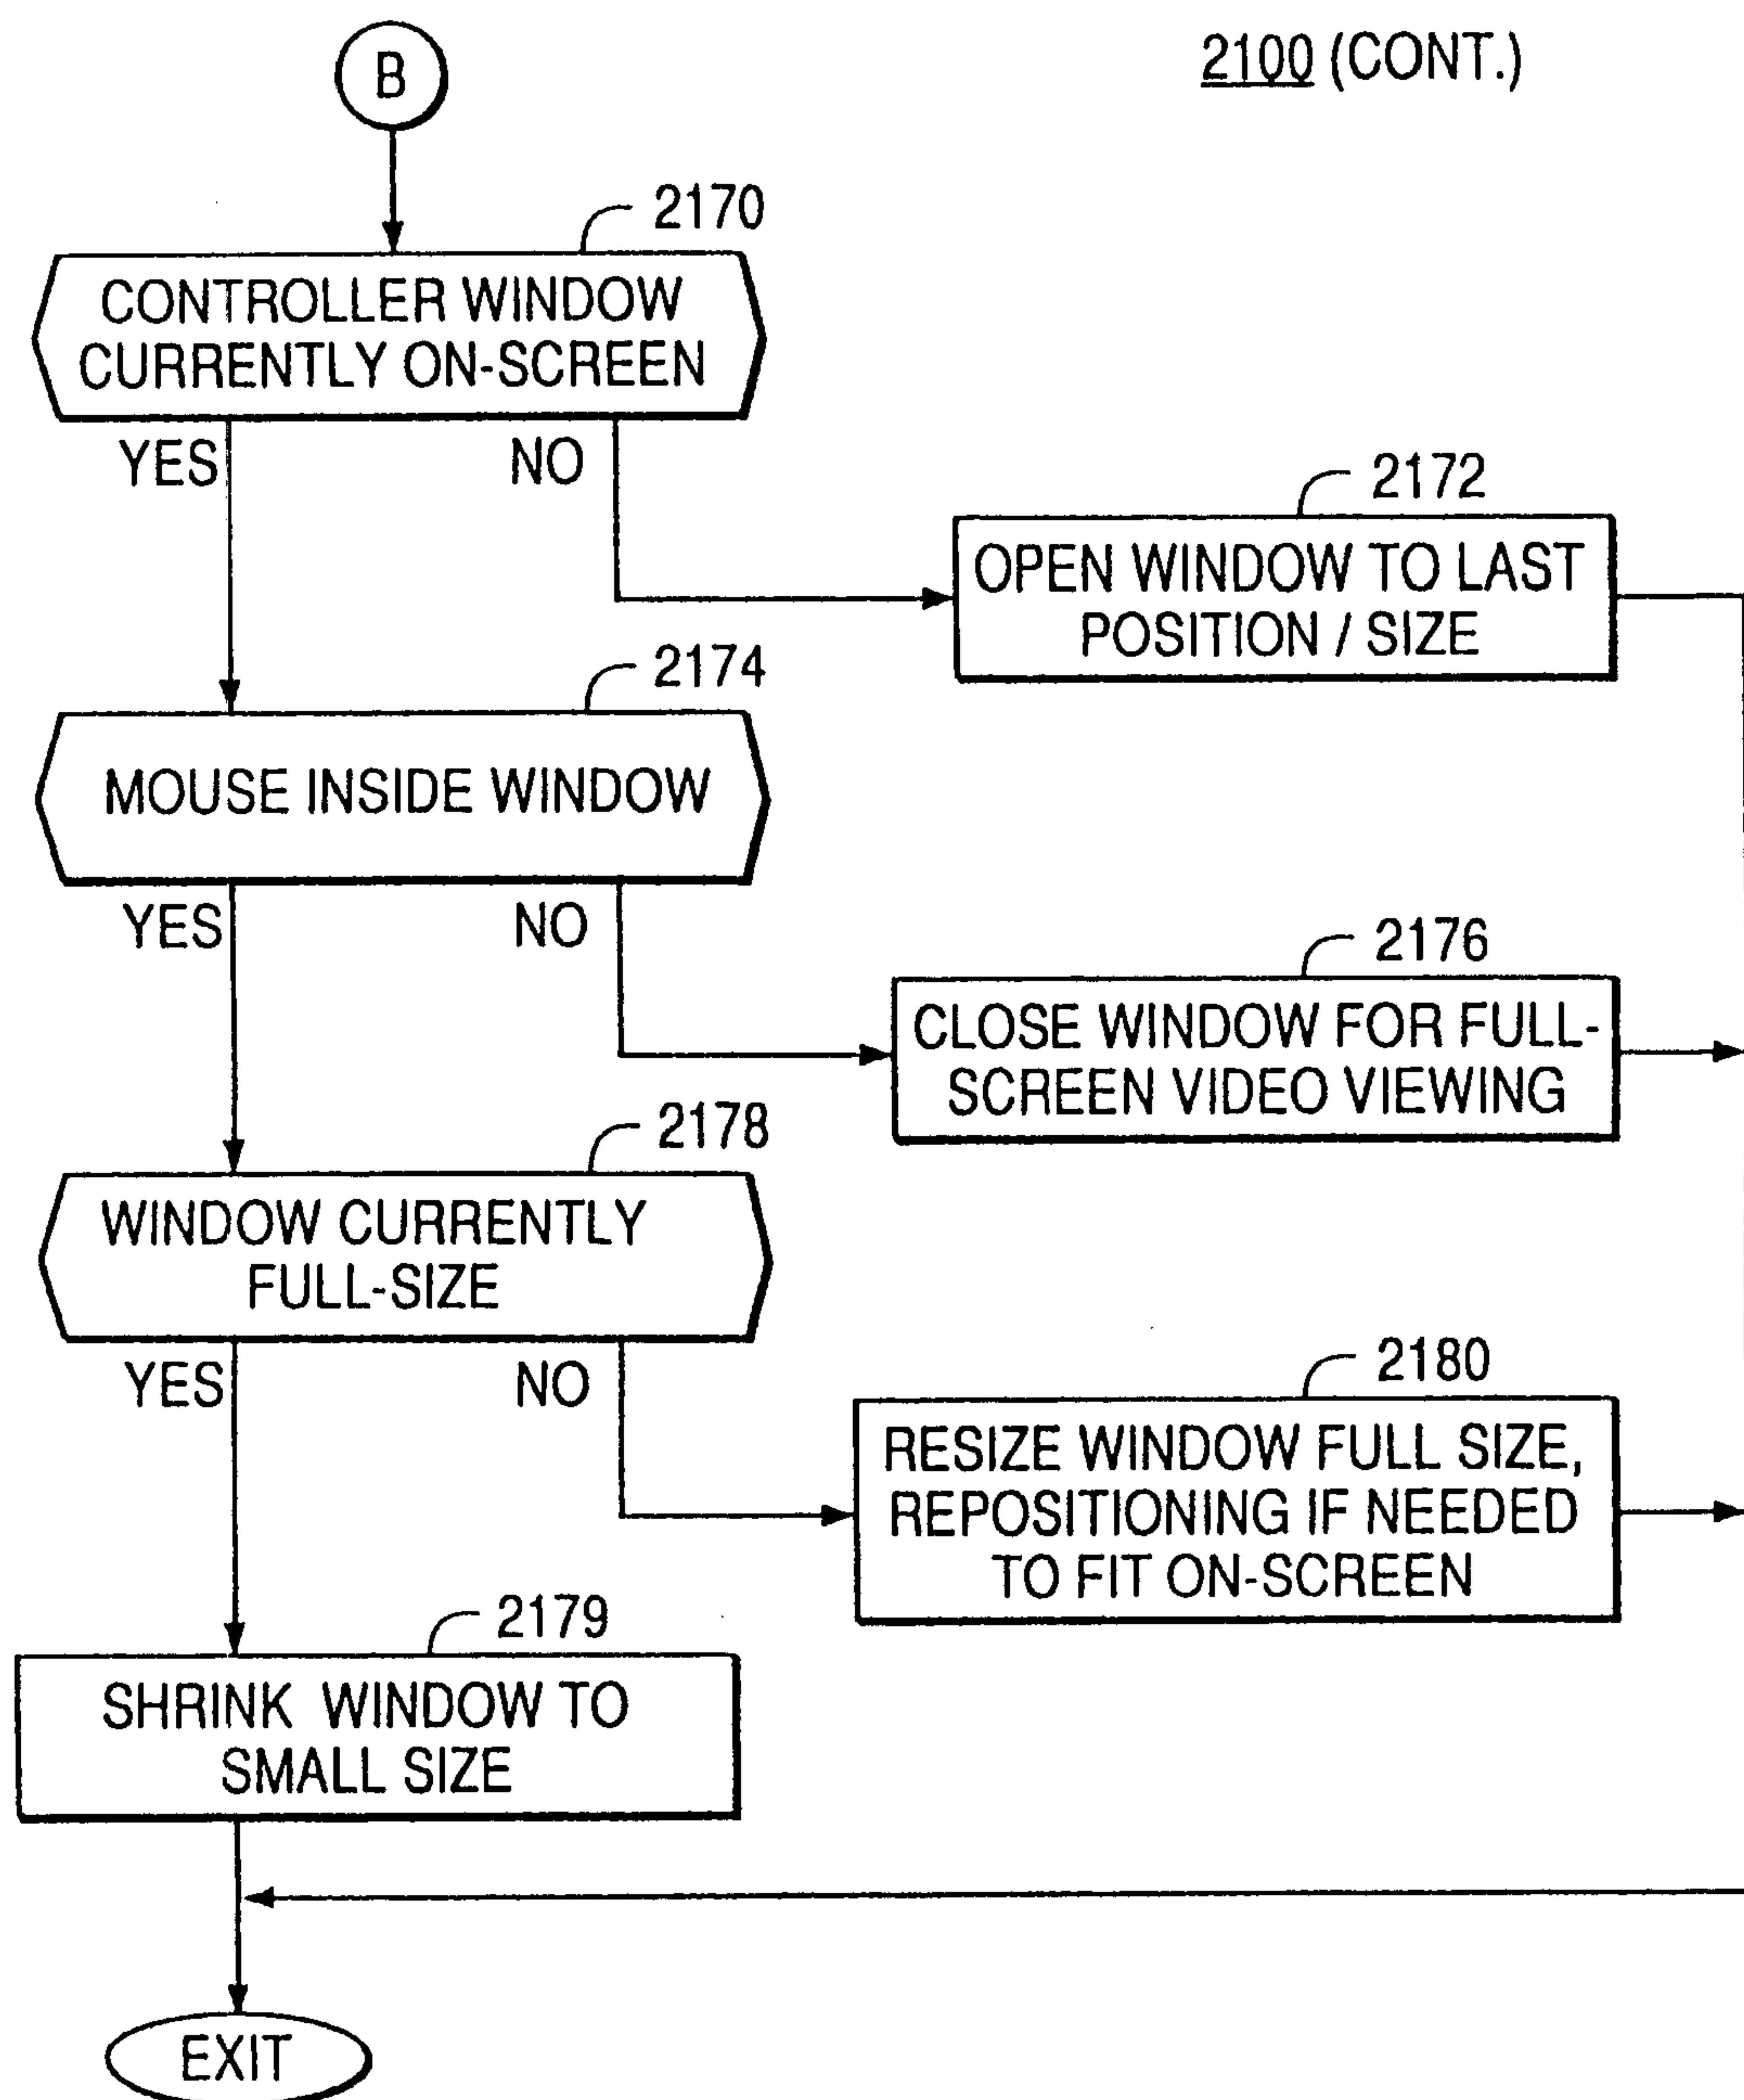 B
2100 (CONT.)
2170
CONTROLLER WINDOW
CURRENTLY ON-SCREEN
YES
NO
2172
OPEN WINDOW TO LAST
POSITION / SIZE
2174
MOUSE INSIDE WINDOW
YES
NO
2176
CLOSE WINDOW FOR FULL-
SCREEN VIDEO VIEWING
2178
WINDOW CURRENTLY
FULL-SIZE
YES
NO
2180
RESIZE WINDOW FULL SIZE,
REPOSITIONING IF NEEDED
TO FIT ON-SCREEN
2179
SHRINK WINDOW TO
SMALL SIZE
EXIT